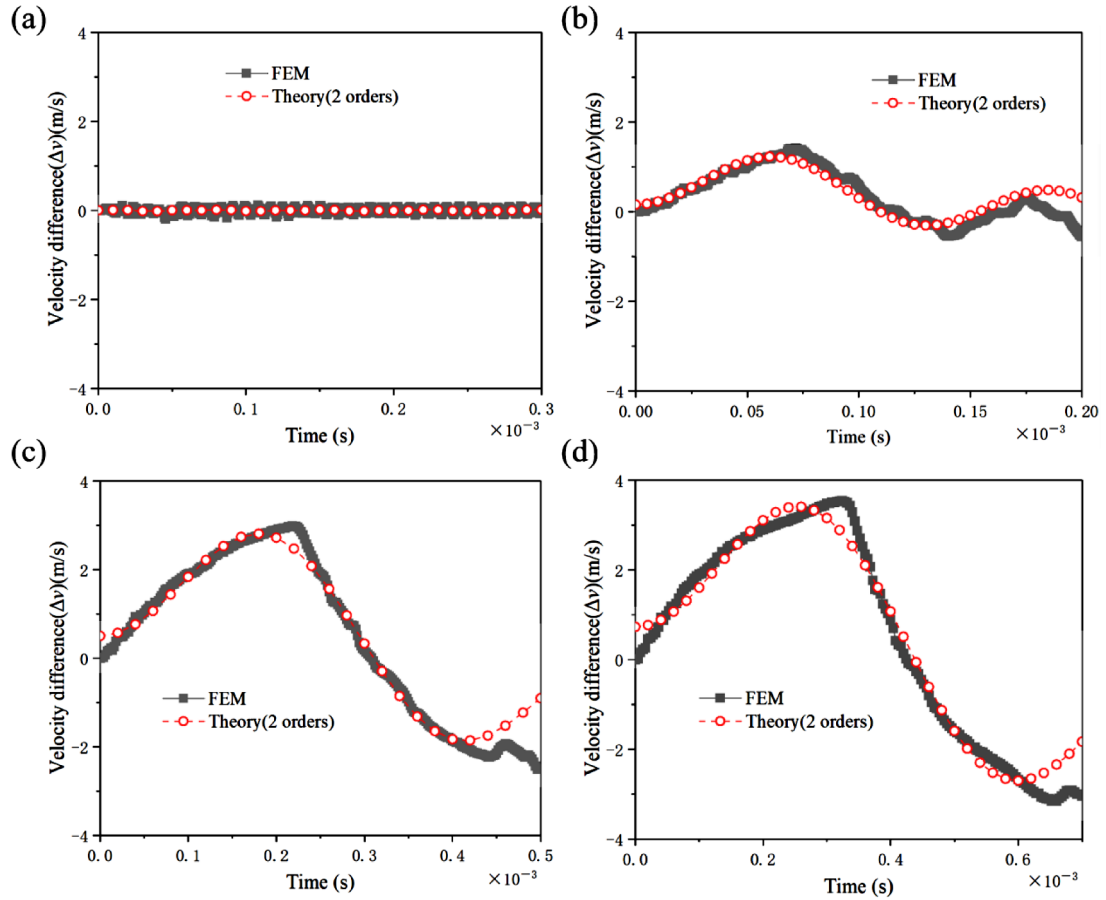 (a)
4
2
0
-2
-4
Velocity difference(Δv)(m/s)
FEM
Theory(2 orders)
0.0
0.1
0.2
0.3
Time (s)
×10⁻³
(b)
4
2
0
-2
-4
Velocity difference(Δv)(m/s)
FEM
Theory(2 orders)
0.00
0.05
0.10
0.15
0.20
Time (s)
×10⁻³
(c)
4
2
0
-2
-4
Velocity difference(Δv)(m/s)
FEM
Theory(2 orders)
0.0
0.1
0.2
0.3
0.4
0.5
Time (s)
×10⁻³
(d)
4
2
0
-2
-4
Velocity difference(Δv)(m/s)
FEM
Theory(2 orders)
0.0
0.2
0.4
0.6
Time (s)
×10⁻³